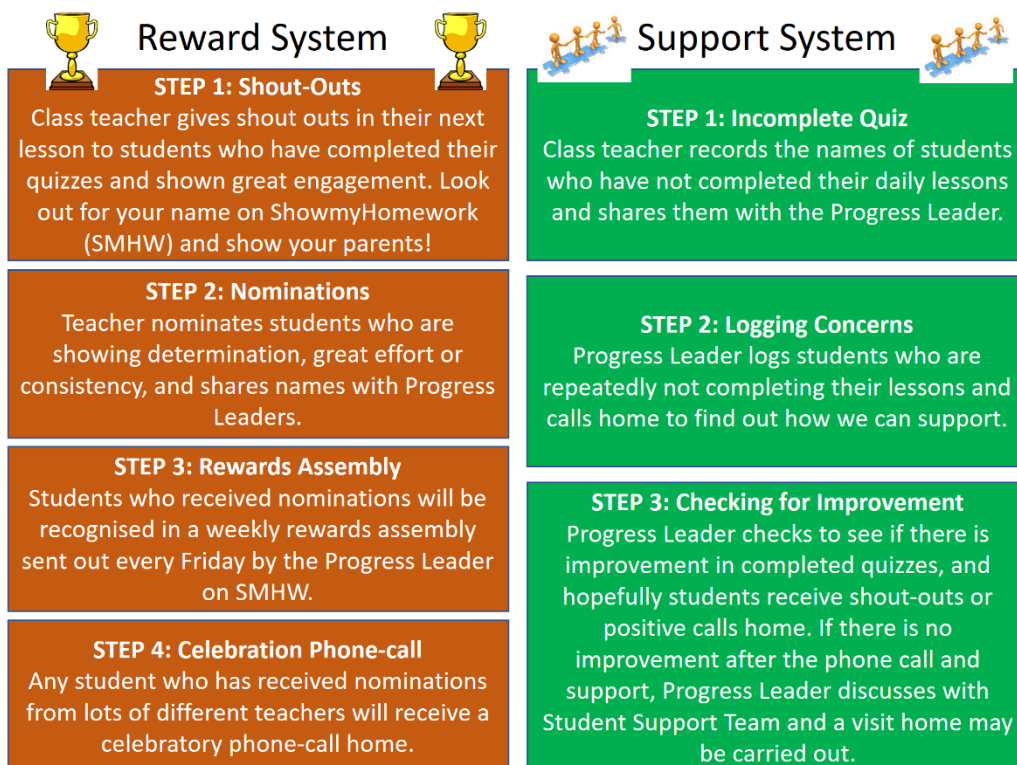 Reward System
STEP 1: Shout-Outs
Class teacher gives shout outs in their next
lesson to students who have completed their
quizzes and shown great engagement. Look
out for your name on ShowmyHomework
(SMHW) and show your parents!
STEP 2: Nominations
Teacher nominates students who are
showing determination, great effort or
consistency, and shares names with Progress
Leaders.
STEP 3: Rewards Assembly
Students who received nominations will be
recognised in a weekly rewards assembly
sent out every Friday by the Progress Leader
on SMHW.
STEP 4: Celebration Phone-call
Any student who has received nominations
from lots of different teachers will receive a
celebratory phone-call home.
Support System
STEP 1: Incomplete Quiz
Class teacher records the names of students
who have not completed their daily lessons
and shares them with the Progress Leader.
STEP 2: Logging Concerns
Progress Leader logs students who are
repeatedly not completing their lessons and
calls home to find out how we can support.
STEP 3: Checking for Improvement
Progress Leader checks to see if there is
improvement in completed quizzes, and
hopefully students receive shout-outs or
positive calls home. If there is no
improvement after the phone call and
support, Progress Leader discusses with
Student Support Team and a visit home may
be carried out.